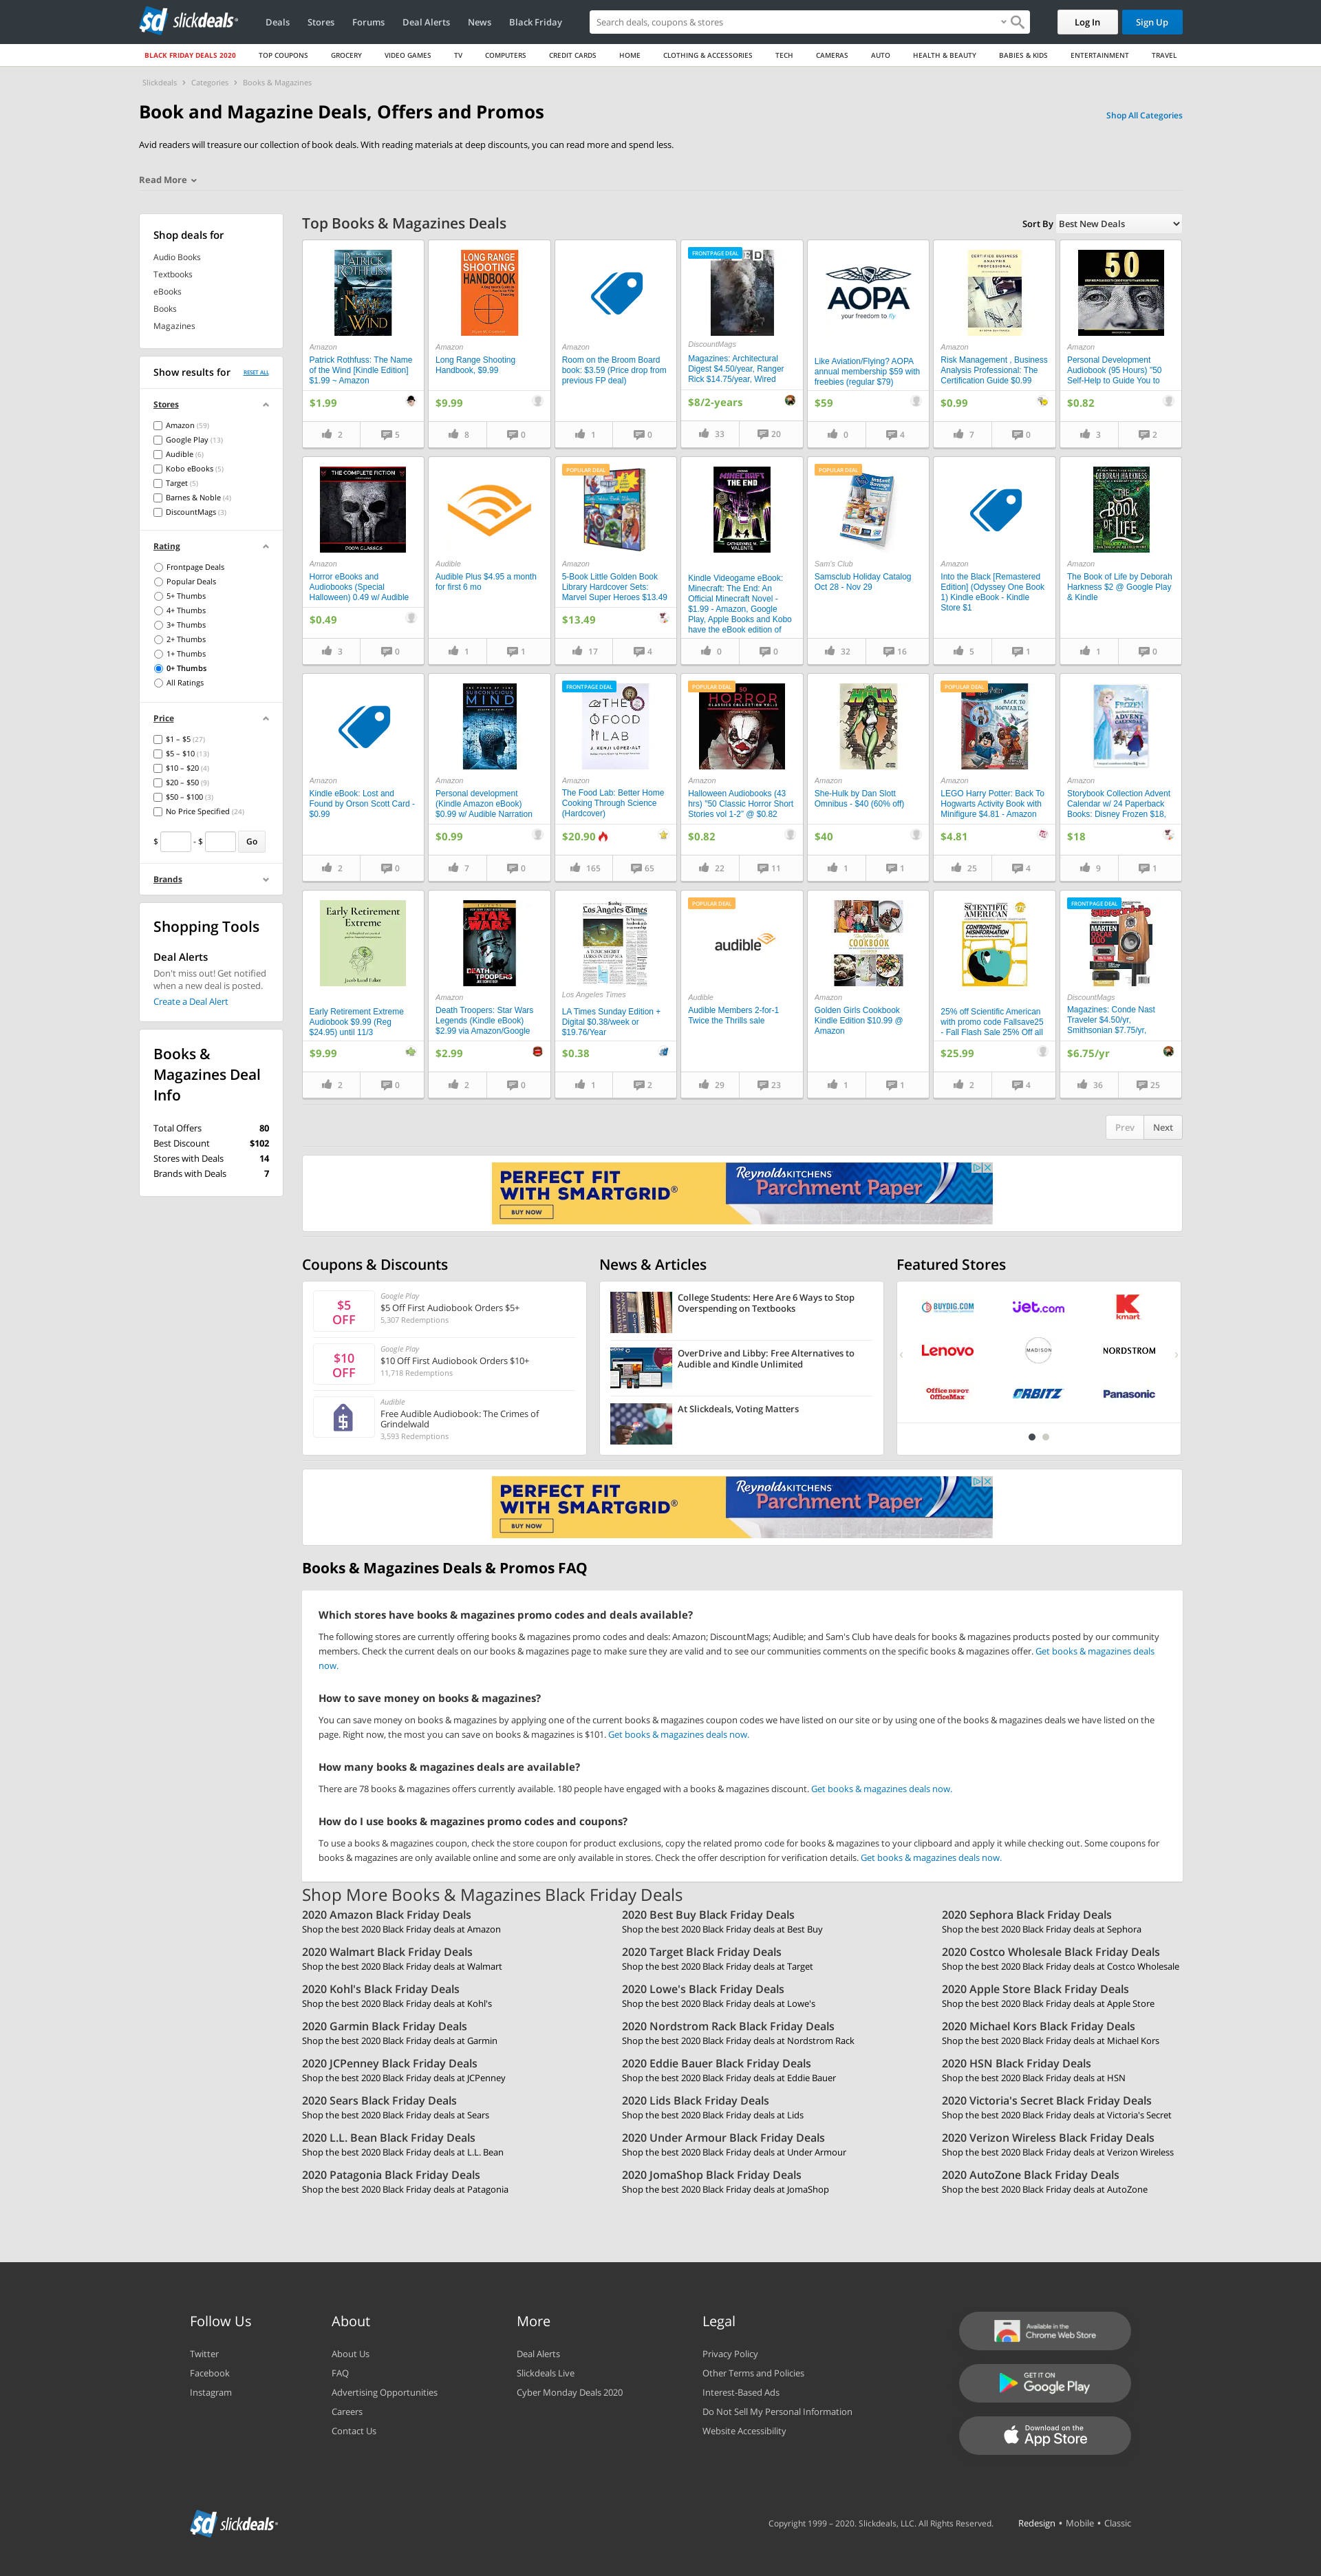 slickdeals
Deals
Stores
Forums
Deal Alerts
News
Black Friday
Search deals, coupons & stores
Log In
Sign Up
BLACK FRIDAY DEALS 2020
TOP COUPONS
GROCERY
VIDEO GAMES
TV
COMPUTERS
CREDIT CARDS
HOME
CLOTHING & ACCESSORIES
TECH
CAMERAS
AUTO
HEALTH & BEAUTY
BABIES & KIDS
ENTERTAINMENT
TRAVEL
Slickdeals > Categories > Books & Magazines
Book and Magazine Deals, Offers and Promos
Shop All Categories
Avid readers will treasure our collection of book deals. With reading materials at deep discounts, you can read more and spend less.
Read More
Shop deals for
Audio Books
Textbooks
eBooks
Books
Magazines
Show results for
RESET ALL
Stores
Amazon (59)
Google Play (13)
Audible (6)
Kobo eBooks (5)
Target (5)
Barnes & Noble (4)
DiscountMags (3)
Rating
Frontpage Deals
Popular Deals
5+ Thumbs
4+ Thumbs
3+ Thumbs
2+ Thumbs
1+ Thumbs
0+ Thumbs
All Ratings
Price
$1 – $5 (27)
$5 – $10 (13)
$10 – $20 (4)
$20 – $50 (9)
$50 – $100 (3)
No Price Specified (24)
$ - $ Go
Brands
Shopping Tools
Deal Alerts
Don't miss out! Get notified
when a new deal is posted.
Create a Deal Alert
Books &
Magazines Deal
Info
Total Offers 80
Best Discount $102
Stores with Deals 14
Brands with Deals 7
Top Books & Magazines Deals
Sort By Best New Deals
Amazon
Patrick Rothfuss: The Name
of the Wind [Kindle Edition]
$1.99 ~ Amazon
$1.99
2 5
LONG RANGE
SHOOTING
HANDBOOK
Amazon
Long Range Shooting
Handbook, $9.99
$9.99
8 0
Amazon
Room on the Broom Board
book: $3.59 (Price drop from
previous FP deal)
1 0
FRONTPAGE DEAL
DiscountMags
Magazines: Architectural
Digest $4.50/year, Ranger
Rick $14.75/year, Wired
$8/2-years
33 20
AOPA
your freedom to fly
Like Aviation/Flying? AOPA
annual membership $59 with
freebies (regular $79)
$59
0 4
Amazon
Risk Management , Business
Analysis Professional: The
Certification Guide $0.99
$0.99
7 0
50
Amazon
Personal Development
Audiobook (95 Hours) "50
Self-Help to Guide You to
$0.82
3 2
THE COMPLETE FICTION
DOOM CLASSICS
Amazon
Horror eBooks and
Audiobooks (Special
Halloween) 0.49 w/ Audible
$0.49
3 0
Audible
Audible Plus $4.95 a month
for first 6 mo
1 1
POPULAR DEAL
Amazon
5-Book Little Golden Book
Library Hardcover Sets:
Marvel Super Heroes $13.49
$13.49
17 4
MINECRAFT
THE END
CATHERYNNE M.
VALENTE
Kindle Videogame eBook:
Minecraft: The End: An
Official Minecraft Novel -
$1.99 - Amazon, Google
Play, Apple Books and Kobo
have the eBook edition of
0 0
POPULAR DEAL
Instant
Savings
Sam's Club
Samsclub Holiday Catalog
Oct 28 - Nov 29
32 16
Amazon
Into the Black [Remastered
Edition] (Odyssey One Book
1) Kindle eBook - Kindle
Store $1
5 1
DEBORAH HARKNESS
THE
BOOK
OF
LIFE
Amazon
The Book of Life by Deborah
Harkness $2 @ Google Play
& Kindle
1 0
Amazon
Kindle eBook: Lost and
Found by Orson Scott Card -
$0.99
2 0
SUBCONSCIOUS
MIND
Amazon
Personal development
(Kindle Amazon eBook)
$0.99 w/ Audible Narration
$0.99
7 0
FRONTPAGE DEAL
THE
FOOD
LAB
J. KENJI LÓPEZ-ALT
Amazon
The Food Lab: Better Home
Cooking Through Science
(Hardcover)
$20.90
165 65
POPULAR DEAL
50
HORROR
Amazon
Halloween Audiobooks (43
hrs) "50 Classic Horror Short
Stories vol 1-2" @ $0.82
$0.82
22 11
Amazon
She-Hulk by Dan Slott
Omnibus - $40 (60% off)
$40
1 1
POPULAR DEAL
BACK TO
HOGWARTS
Amazon
LEGO Harry Potter: Back To
Hogwarts Activity Book with
Minifigure $4.81 - Amazon
$4.81
25 4
FROZEN
ADVENT
CALENDAR
Amazon
Storybook Collection Advent
Calendar w/ 24 Paperback
Books: Disney Frozen $18,
$18
9 1
Early Retirement
Extreme
Jacob Lund Fisker
Early Retirement Extreme
Audiobook $9.99 (Reg
$24.95) until 11/3
$9.99
2 0
STAR
WARS
DEATH
TROOPERS
JOE SCHREIBER
Amazon
Death Troopers: Star Wars
Legends (Kindle eBook)
$2.99 via Amazon/Google
$2.99
2 0
Los Angeles Times
Los Angeles Times
LA Times Sunday Edition +
Digital $0.38/week or
$19.76/Year
$0.38
1 2
POPULAR DEAL
audible
Audible
Audible Members 2-for-1
Twice the Thrills sale
29 23
COOKBOOK
Amazon
Golden Girls Cookbook
Kindle Edition $10.99 @
Amazon
1 1
SCIENTIFIC
AMERICAN
CONFRONTING
MISINFORMATION
25% off Scientific American
with promo code Fallsave25
- Fall Flash Sale 25% Off all
$25.99
2 4
FRONTPAGE DEAL
MARTEN
OSCAR
DUO
DiscountMags
Magazines: Conde Nast
Traveler $4.50/yr,
Smithsonian $7.75/yr,
$6.75/yr
36 25
Prev Next
PERFECT FIT
WITH SMARTGRID®
BUY NOW
Reynolds KITCHENS
Parchment Paper
Coupons & Discounts
$5
OFF
Google Play
$5 Off First Audiobook Orders $5+
5,307 Redemptions
$10
OFF
Google Play
$10 Off First Audiobook Orders $10+
11,718 Redemptions
Audible
Free Audible Audiobook: The Crimes of
Grindelwald
3,593 Redemptions
News & Articles
College Students: Here Are 6 Ways to Stop
Overspending on Textbooks
OverDrive and Libby: Free Alternatives to
Audible and Kindle Unlimited
At Slickdeals, Voting Matters
Featured Stores
BUYDIG.COM
jet.com
kmart
Lenovo
MADISON
NORDSTROM
Office DEPOT
OfficeMax
ORBITZ
Panasonic
PERFECT FIT
WITH SMARTGRID®
BUY NOW
Reynolds KITCHENS
Parchment Paper
Books & Magazines Deals & Promos FAQ
Which stores have books & magazines promo codes and deals available?
The following stores are currently offering books & magazines promo codes and deals: Amazon; DiscountMags; Audible; and Sam's Club have deals for books & magazines products posted by our community
members. Check the current deals on our books & magazines page to make sure they are valid and to see our communities comments on the specific books & magazines offer. Get books & magazines deals
now.
How to save money on books & magazines?
You can save money on books & magazines by applying one of the current books & magazines coupon codes we have listed on our site or by using one of the books & magazines deals we have listed on the
page. Right now, the most you can save on books & magazines is $101. Get books & magazines deals now.
How many books & magazines deals are available?
There are 78 books & magazines offers currently available. 180 people have engaged with a books & magazines discount. Get books & magazines deals now.
How do I use books & magazines promo codes and coupons?
To use a books & magazines coupon, check the store coupon for product exclusions, copy the related promo code for books & magazines to your clipboard and apply it while checking out. Some coupons for
books & magazines are only available online and some are only available in stores. Check the offer description for verification details. Get books & magazines deals now.
Shop More Books & Magazines Black Friday Deals
2020 Amazon Black Friday Deals
Shop the best 2020 Black Friday deals at Amazon
2020 Best Buy Black Friday Deals
Shop the best 2020 Black Friday deals at Best Buy
2020 Sephora Black Friday Deals
Shop the best 2020 Black Friday deals at Sephora
2020 Walmart Black Friday Deals
Shop the best 2020 Black Friday deals at Walmart
2020 Target Black Friday Deals
Shop the best 2020 Black Friday deals at Target
2020 Costco Wholesale Black Friday Deals
Shop the best 2020 Black Friday deals at Costco Wholesale
2020 Kohl's Black Friday Deals
Shop the best 2020 Black Friday deals at Kohl's
2020 Lowe's Black Friday Deals
Shop the best 2020 Black Friday deals at Lowe's
2020 Apple Store Black Friday Deals
Shop the best 2020 Black Friday deals at Apple Store
2020 Garmin Black Friday Deals
Shop the best 2020 Black Friday deals at Garmin
2020 Nordstrom Rack Black Friday Deals
Shop the best 2020 Black Friday deals at Nordstrom Rack
2020 Michael Kors Black Friday Deals
Shop the best 2020 Black Friday deals at Michael Kors
2020 JCPenney Black Friday Deals
Shop the best 2020 Black Friday deals at JCPenney
2020 Eddie Bauer Black Friday Deals
Shop the best 2020 Black Friday deals at Eddie Bauer
2020 HSN Black Friday Deals
Shop the best 2020 Black Friday deals at HSN
2020 Sears Black Friday Deals
Shop the best 2020 Black Friday deals at Sears
2020 Lids Black Friday Deals
Shop the best 2020 Black Friday deals at Lids
2020 Victoria's Secret Black Friday Deals
Shop the best 2020 Black Friday deals at Victoria's Secret
2020 L.L. Bean Black Friday Deals
Shop the best 2020 Black Friday deals at L.L. Bean
2020 Under Armour Black Friday Deals
Shop the best 2020 Black Friday deals at Under Armour
2020 Verizon Wireless Black Friday Deals
Shop the best 2020 Black Friday deals at Verizon Wireless
2020 Patagonia Black Friday Deals
Shop the best 2020 Black Friday deals at Patagonia
2020 JomaShop Black Friday Deals
Shop the best 2020 Black Friday deals at JomaShop
2020 AutoZone Black Friday Deals
Shop the best 2020 Black Friday deals at AutoZone
Follow Us
Twitter
Facebook
Instagram
About
About Us
FAQ
Advertising Opportunities
Careers
Contact Us
More
Deal Alerts
Slickdeals Live
Cyber Monday Deals 2020
Legal
Privacy Policy
Other Terms and Policies
Interest-Based Ads
Do Not Sell My Personal Information
Website Accessibility
Available in the
Chrome Web Store
GET IT ON
Google Play
Download on the
App Store
slickdeals
Copyright 1999 – 2020. Slickdeals, LLC. All Rights Reserved.
Redesign • Mobile • Classic